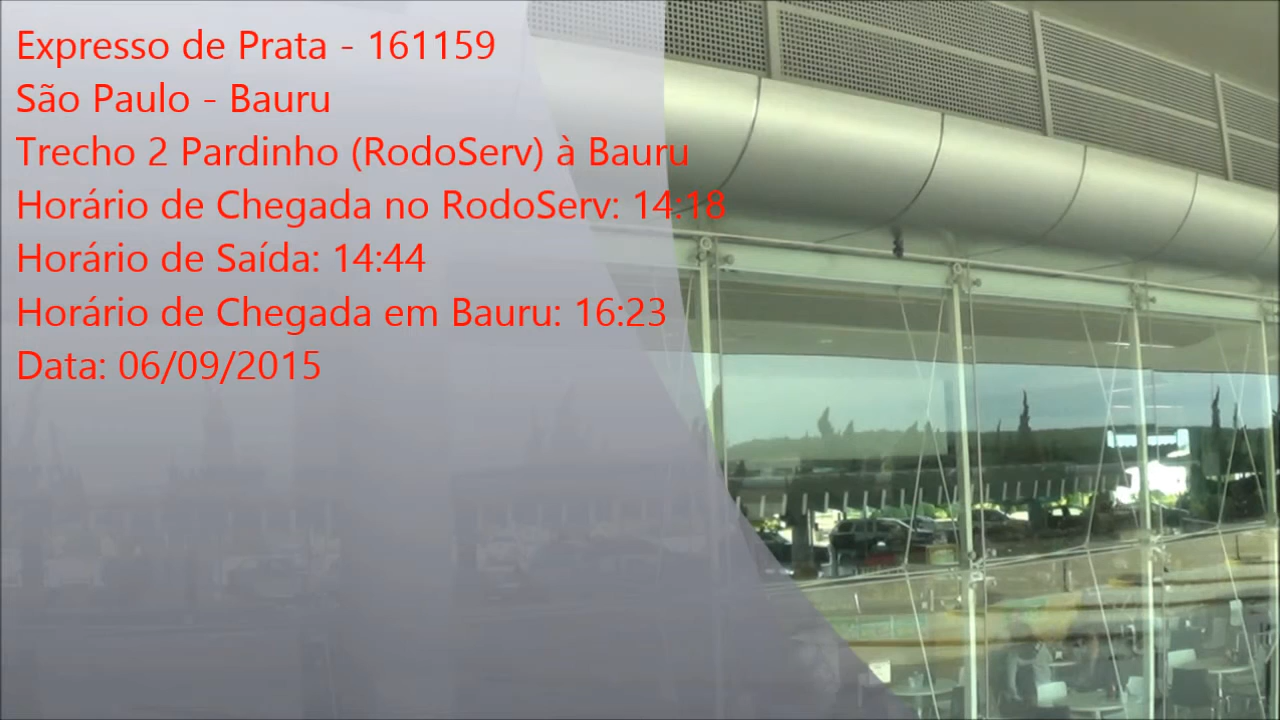 Expresso de Prata - 161159
São Paulo - Bauru
Trecho 2 Pardinho (RodoServ) à Bauru
Horário de Chegada no RodoServ: 14:18
Horário de Saída: 14:44
Horário de Chegada em Bauru: 16:23
Data: 06/09/2015